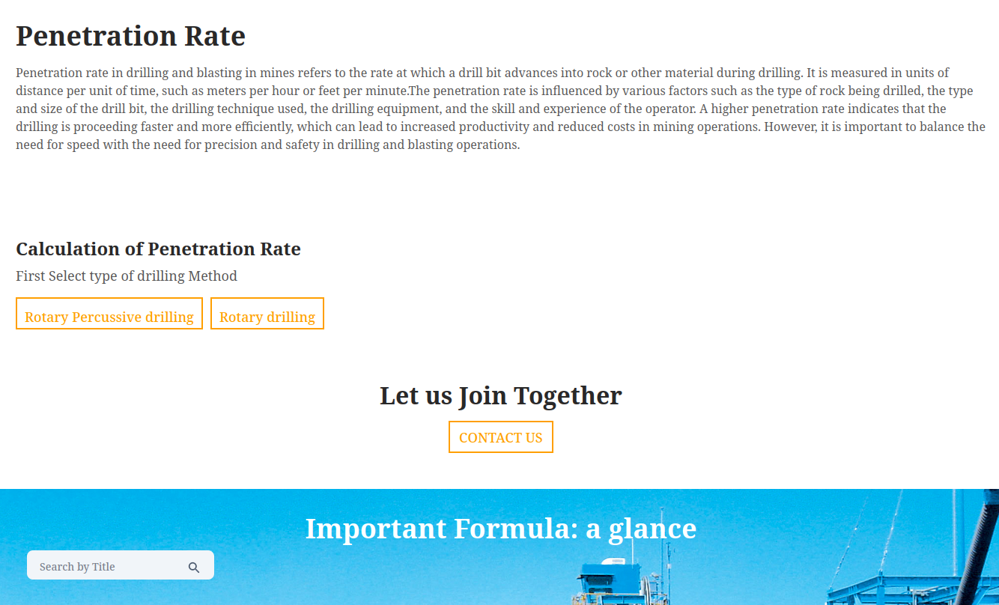 Penetration Rate
Penetration rate in drilling and blasting in mines refers to the rate at which a drill bit advances into rock or other material during drilling. It is measured in units of
distance per unit of time, such as meters per hour or feet per minute.The penetration rate is influenced by various factors such as the type of rock being drilled, the type
and size of the drill bit, the drilling technique used, the drilling equipment, and the skill and experience of the operator. A higher penetration rate indicates that the
drilling is proceeding faster and more efficiently, which can lead to increased productivity and reduced costs in mining operations. However, it is important to balance the
need for speed with the need for precision and safety in drilling and blasting operations.
Calculation of Penetration Rate
First Select type of drilling Method
Rotary Percussive drilling Rotary drilling
Let us Join Together
CONTACT US
Important Formula: a glance
Search by Title